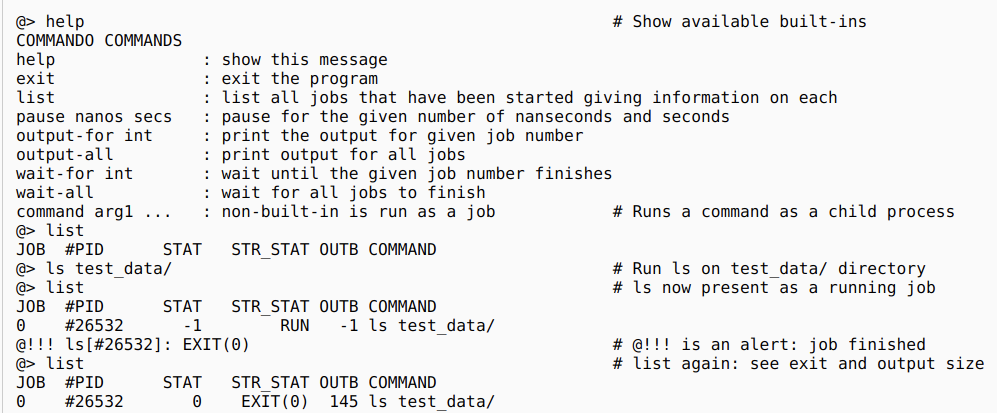 @> help                                                      # Show available built-ins
COMMANDO COMMANDS
help               : show this message
exit               : exit the program
list               : list all jobs that have been started giving information on each
pause nanos secs   : pause for the given number of nanseconds and seconds
output-for int     : print the output for given job number
output-all         : print output for all jobs
wait-for int       : wait until the given job number finishes
wait-all           : wait for all jobs to finish
command arg1 ...   : non-built-in is run as a job            # Runs a command as a child process
@> list
JOB  #PID      STAT   STR_STAT OUTB COMMAND
@> ls test_data/                                             # Run ls on test_data/ directory
@> list                                                      # ls now present as a running job
JOB  #PID      STAT   STR_STAT OUTB COMMAND
0    #26532      -1        RUN   -1 ls test_data/
@!!! ls[#26532]: EXIT(0)                                     # @!!! is an alert: job finished
@> list                                                      # list again: see exit and output size
JOB  #PID      STAT   STR_STAT OUTB COMMAND
0    #26532       0    EXIT(0)  145 ls test_data/